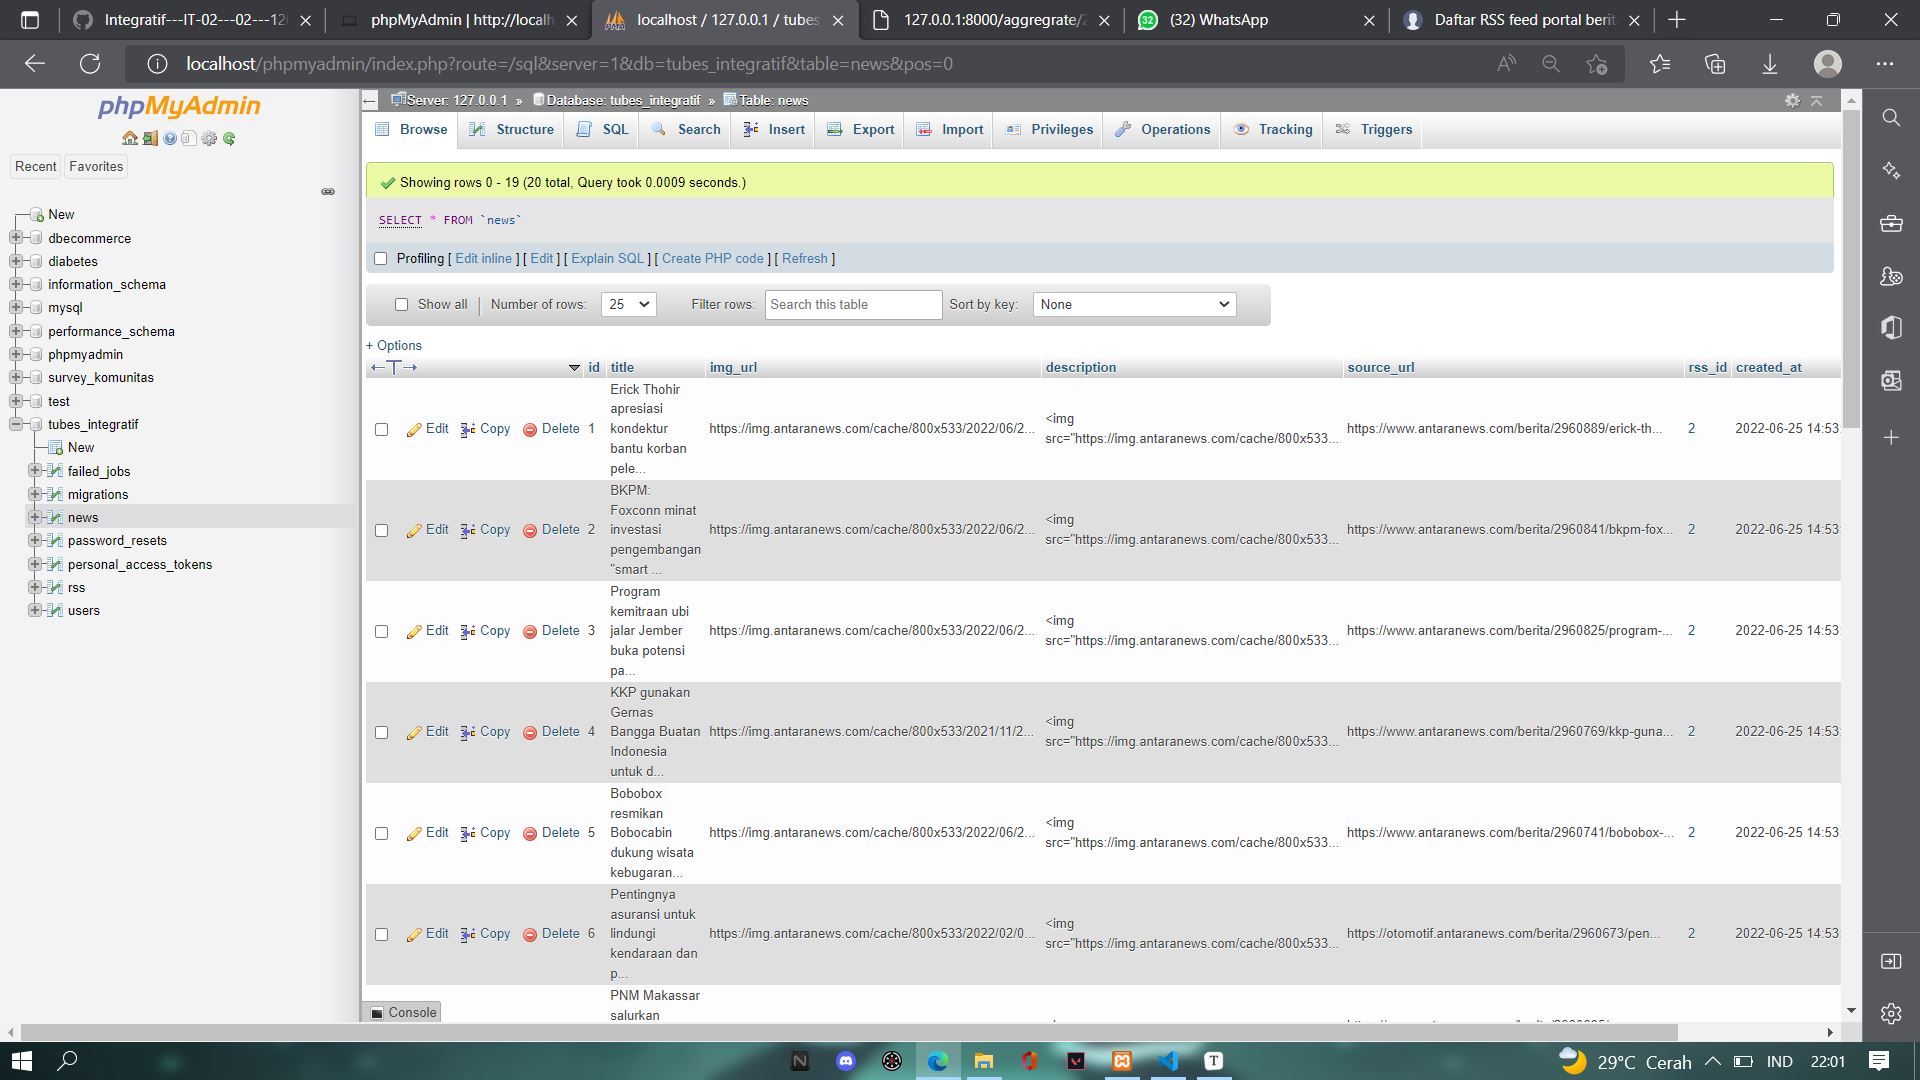 Integratif---IT-02---02---120
phpMyAdmin | http://localh
localhost / 127.0.0.1 / tubes
127.0.0.1:8000/aggregrate/2
(32) WhatsApp
Daftar RSS feed portal berit
localhost/phpmyadmin/index.php?route=/sql&server=1&db=tubes_integratif&table=news&pos=0
phpMyAdmin
Recent
Favorites
New
dbecommerce
diabetes
information_schema
mysql
performance_schema
phpmyadmin
survey_komunitas
test
tubes_integratif
New
failed_jobs
migrations
news
password_resets
personal_access_tokens
rss
users
Server: 127.0.0.1 » Database: tubes_integratif » Table: news
Browse Structure SQL Search Insert Export Import Privileges Operations Tracking Triggers
Showing rows 0 - 19 (20 total, Query took 0.0009 seconds.)
SELECT * FROM `news`
Profiling [ Edit inline ] [ Edit ] [ Explain SQL ] [ Create PHP code ] [ Refresh ]
Show all | Number of rows: 25 Filter rows: Search this table Sort by key: None
+ Options
←T→ id title img_url description source_url rss_id created_at
Edit Copy Delete 1
Erick Thohir
apresiasi
kondektur
bantu korban
pele...
https://img.antaranews.com/cache/800x533/2022/06/2...
<img
src="https://img.antaranews.com/cache/800x533...
https://www.antaranews.com/berita/2960889/erick-th...
2
2022-06-25 14:53:
Edit Copy Delete 2
BKPM:
Foxconn minat
investasi
pengembangan
"smart ...
https://img.antaranews.com/cache/800x533/2022/06/2...
<img
src="https://img.antaranews.com/cache/800x533...
https://www.antaranews.com/berita/2960841/bkpm-fox...
2
2022-06-25 14:53:
Edit Copy Delete 3
Program
kemitraan ubi
jalar Jember
buka potensi
pa...
https://img.antaranews.com/cache/800x533/2022/06/2...
<img
src="https://img.antaranews.com/cache/800x533...
https://www.antaranews.com/berita/2960825/program-...
2
2022-06-25 14:53:
Edit Copy Delete 4
KKP gunakan
Gernas
Bangga Buatan
Indonesia
untuk d...
https://img.antaranews.com/cache/800x533/2021/11/2...
<img
src="https://img.antaranews.com/cache/800x533...
https://www.antaranews.com/berita/2960769/kkp-guna...
2
2022-06-25 14:53:
Edit Copy Delete 5
Bobobox
resmikan
Bobocabin
dukung wisata
kebugaran...
https://img.antaranews.com/cache/800x533/2022/06/2...
<img
src="https://img.antaranews.com/cache/800x533...
https://www.antaranews.com/berita/2960741/bobobox-...
2
2022-06-25 14:53:
Edit Copy Delete 6
Pentingnya
asuransi untuk
lindungi
kendaraan dan
p...
https://img.antaranews.com/cache/800x533/2022/02/0...
<img
src="https://img.antaranews.com/cache/800x533...
https://otomotif.antaranews.com/berita/2960673/pen...
2
2022-06-25 14:53:
PNM Makassar
salurkan
Console
29°C Cerah
IND
22:01